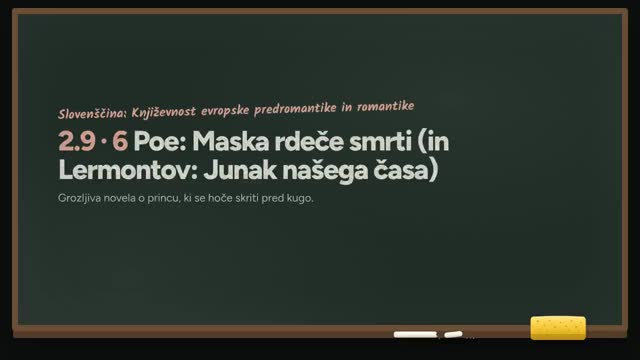 Slovenščina: Književnost evropske predromantike in romantike
2.9 · 6 Poe: Maska rdeče smrti (in
Lermontov: Junak našega časa)
Grozljiva novela o princu, ki se hoče skriti pred kugo.